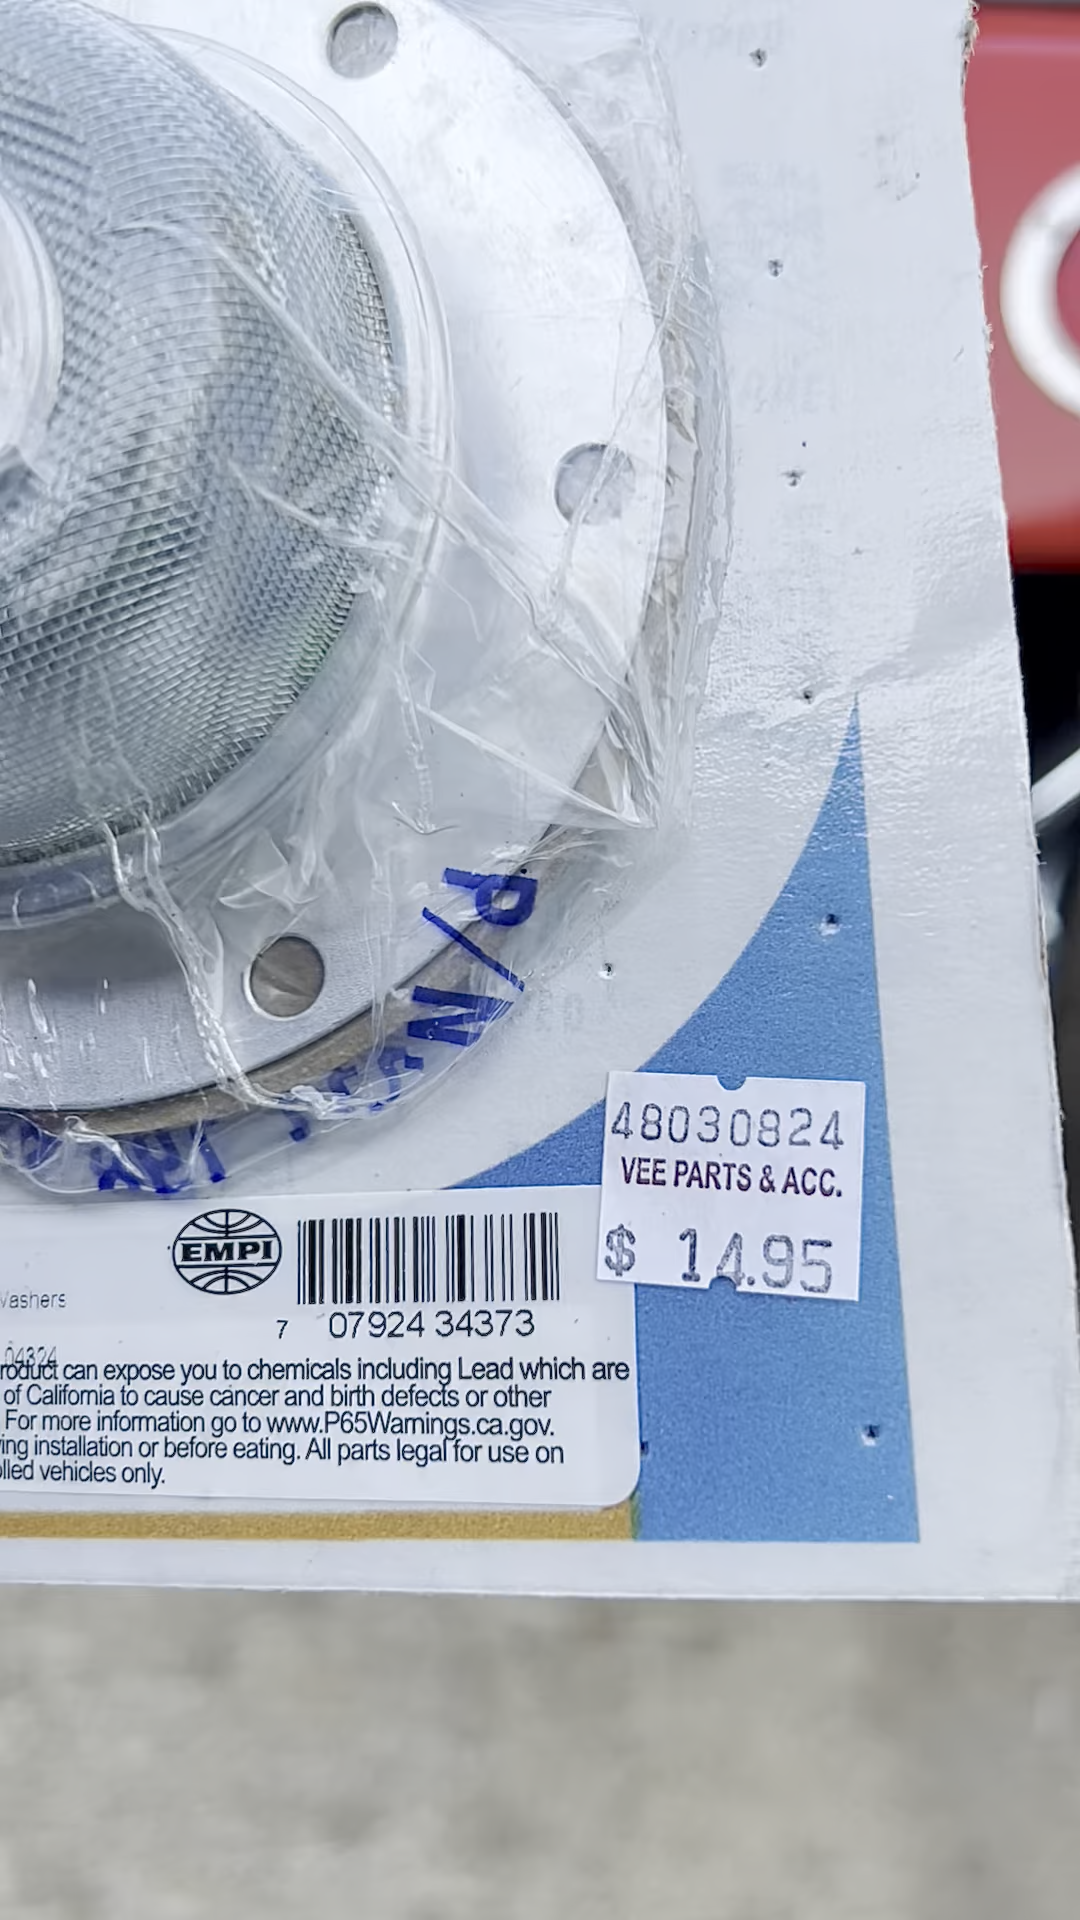 P/N
48030824
VEE PARTS & ACC.
$ 14.95
EMPI
7 07924 34373
Washers
04324
roduct can expose you to chemicals including Lead which are
of California to cause cancer and birth defects or other
For more information go to www.P65Warnings.ca.gov.
ing installation or before eating. All parts legal for use on
lled vehicles only.